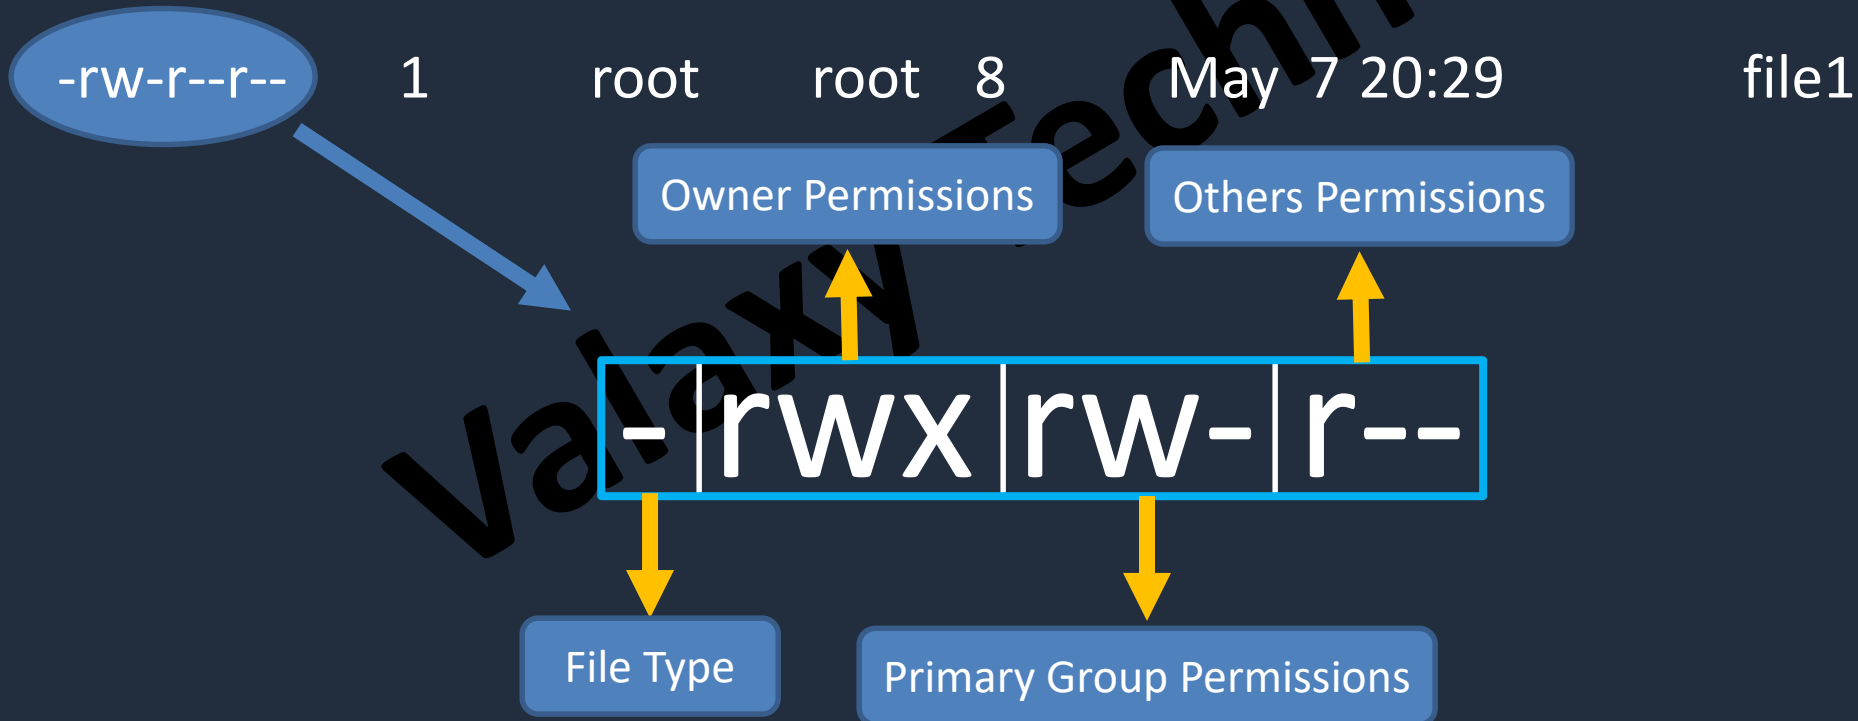 -rw-r--r-- 1 root root 8 May 7 20:29 file1
Owner Permissions Others Permissions
- rwx rw- r--
File Type Primary Group Permissions
Valaxy